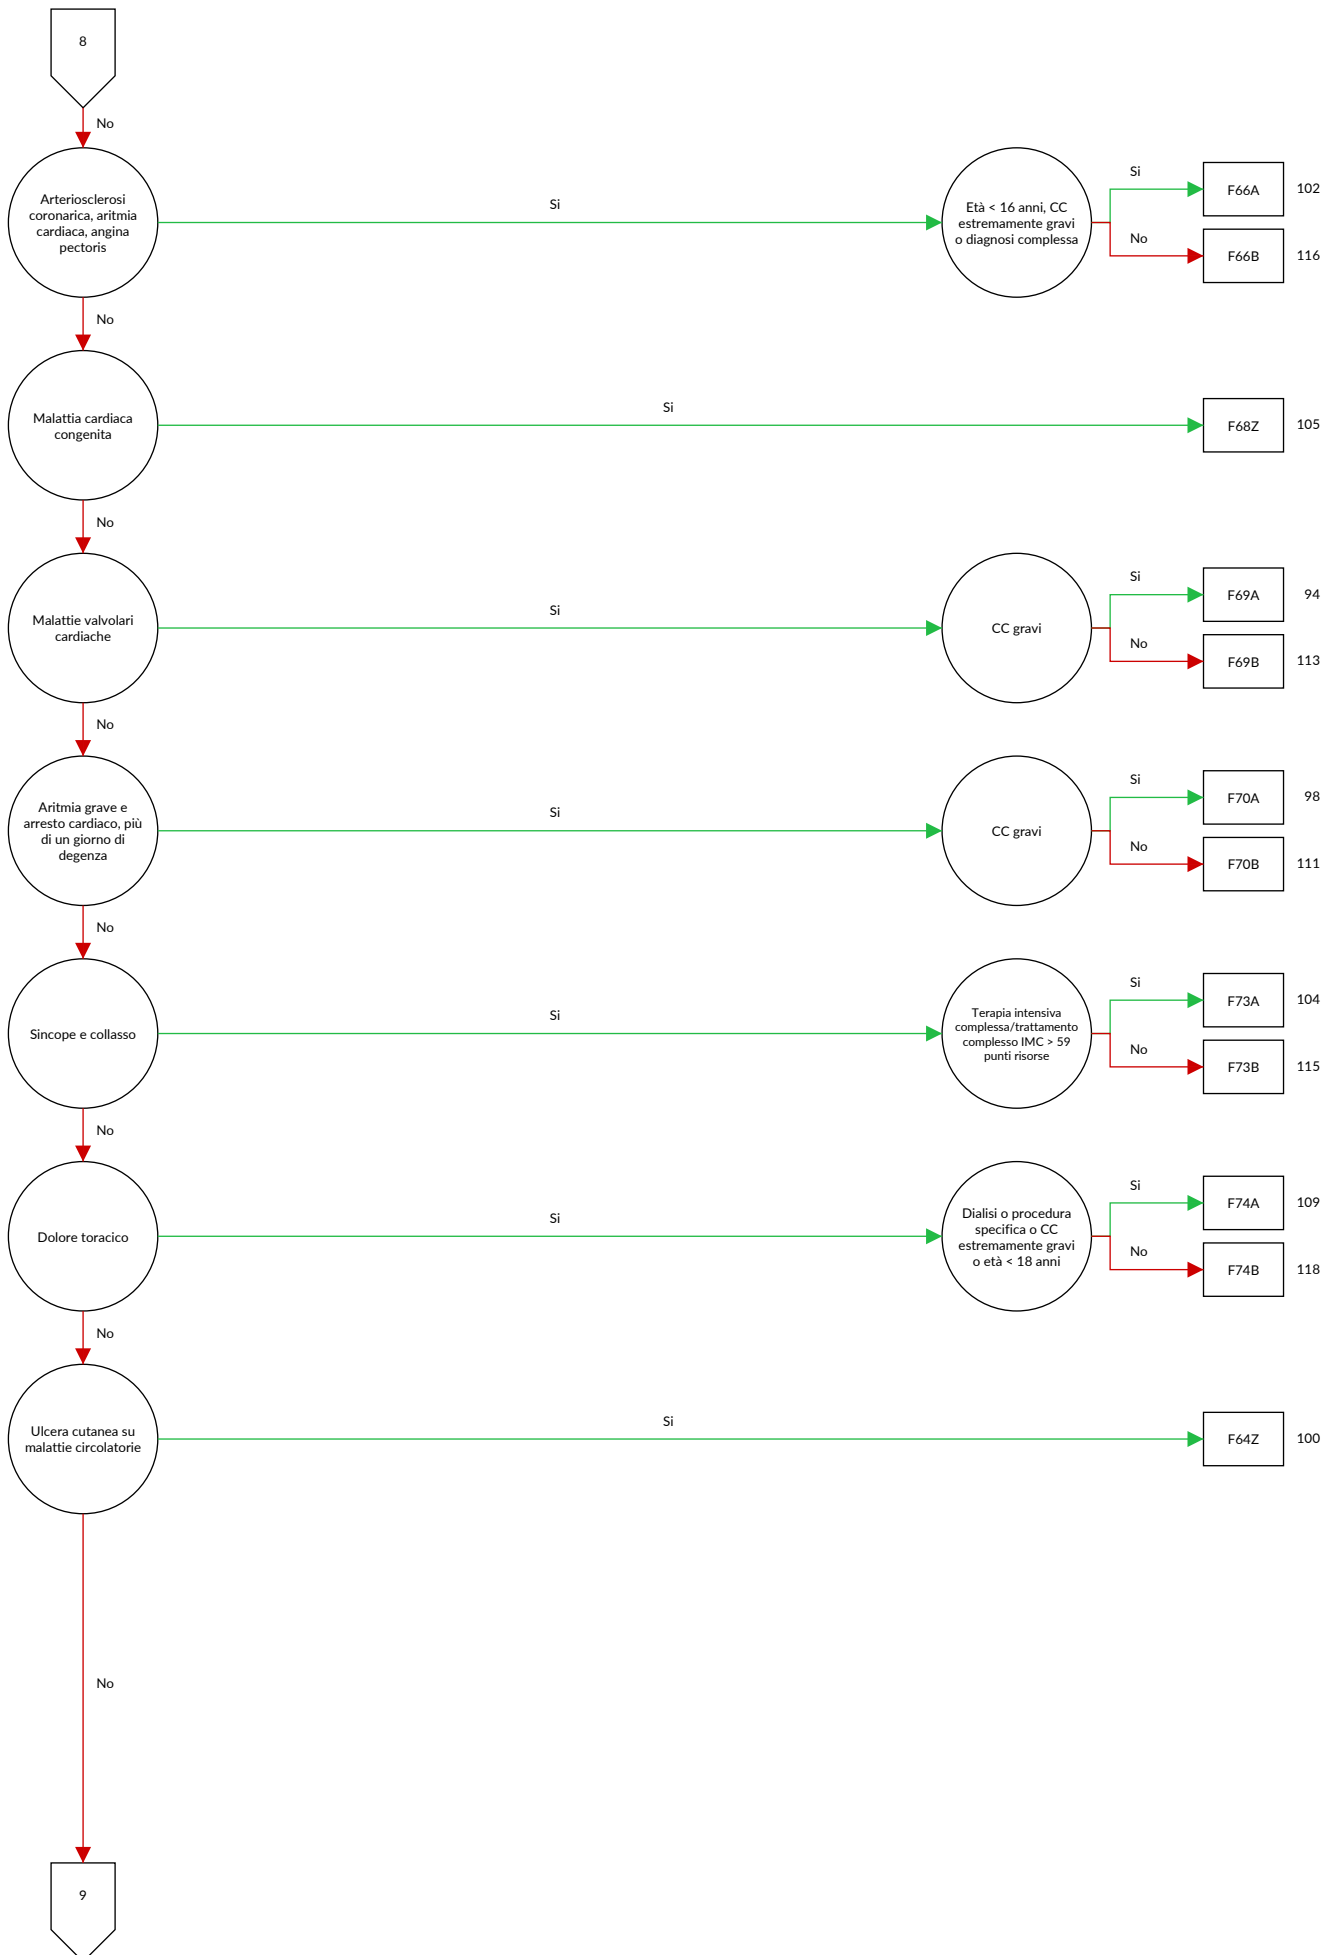 8
No
Arteriosclerosi
coronarica, aritmia
cardiaca, angina
pectoris
Si
Età < 16 anni, CC
estremamente gravi
o diagnosi complessa
Si
F66A
102
No
F66B
116
No
Malattia cardiaca
congenita
Si
F68Z
105
No
Malattie valvolari
cardiache
Si
CC gravi
Si
F69A
94
No
F69B
113
No
Aritmia grave e
arresto cardiaco, più
di un giorno di
degenza
Si
CC gravi
Si
F70A
98
No
F70B
111
No
Sincope e collasso
Si
Terapia intensiva
complessa/trattamento
complesso IMC > 59
punti risorse
Si
F73A
104
No
F73B
115
No
Dolore toracico
Si
Dialisi o procedura
specifica o CC
estremamente gravi
o età < 18 anni
Si
F74A
109
No
F74B
118
No
Ulcera cutanea su
malattie circolatorie
Si
F64Z
100
No
9